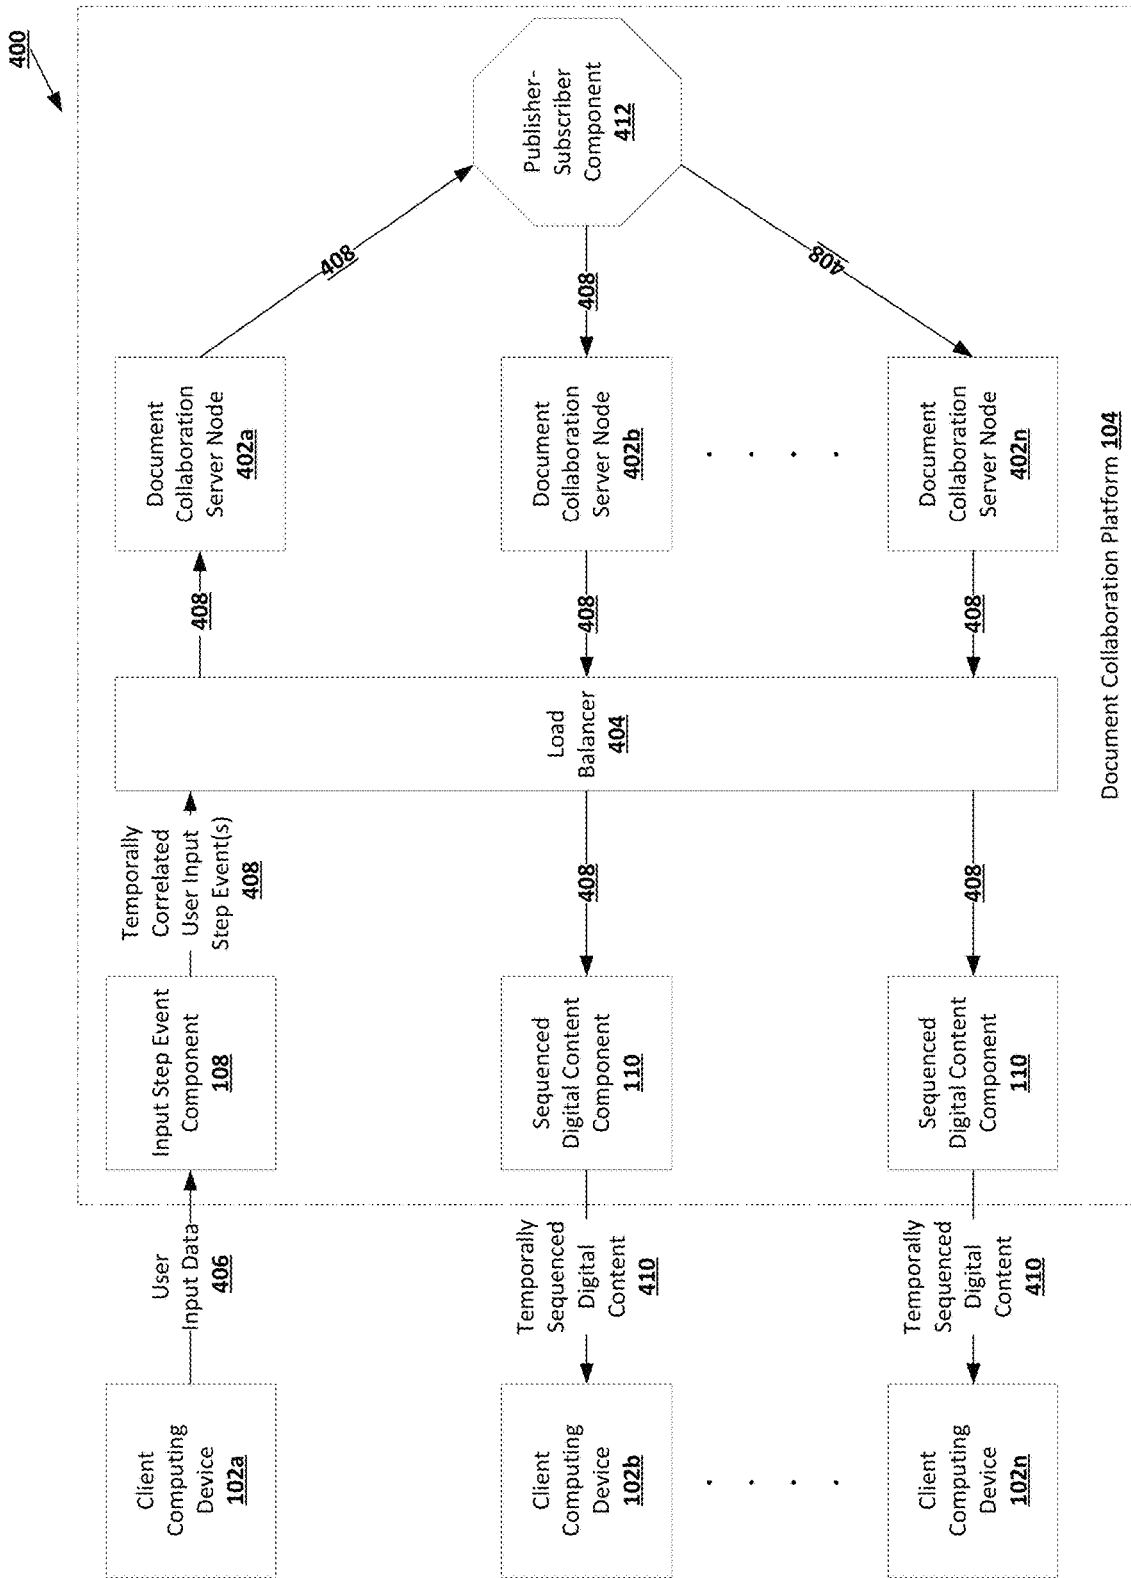 400
Client
Computing
Device
102a
User
Input Data
406
Input Step Event
Component
108
Temporally
Correlated
User Input
Step Event(s)
408
Load
Balancer
404
408
Document
Collaboration
Server Node
402a
408
Publisher-
Subscriber
Component
412
Client
Computing
Device
102b
Temporally
Sequenced
Digital
Content
410
Sequenced
Digital Content
Component
110
408
408
Document
Collaboration
Server Node
402b
408
Client
Computing
Device
102n
Temporally
Sequenced
Digital
Content
410
Sequenced
Digital Content
Component
110
408
408
Document
Collaboration
Server Node
402n
408
Document Collaboration Platform 104